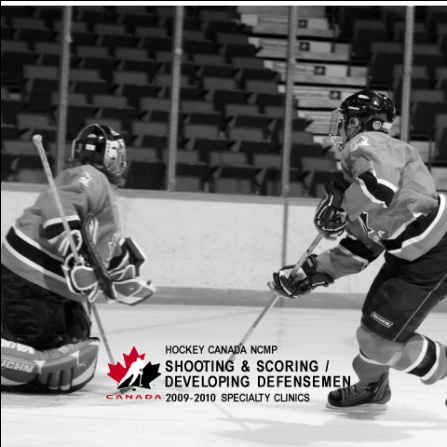 HOCKEY CANADA NCMP
SHOOTING & SCORING /
DEVELOPING DEFENSEMEN
CANADA
2009-2010 SPECIALTY CLINICS